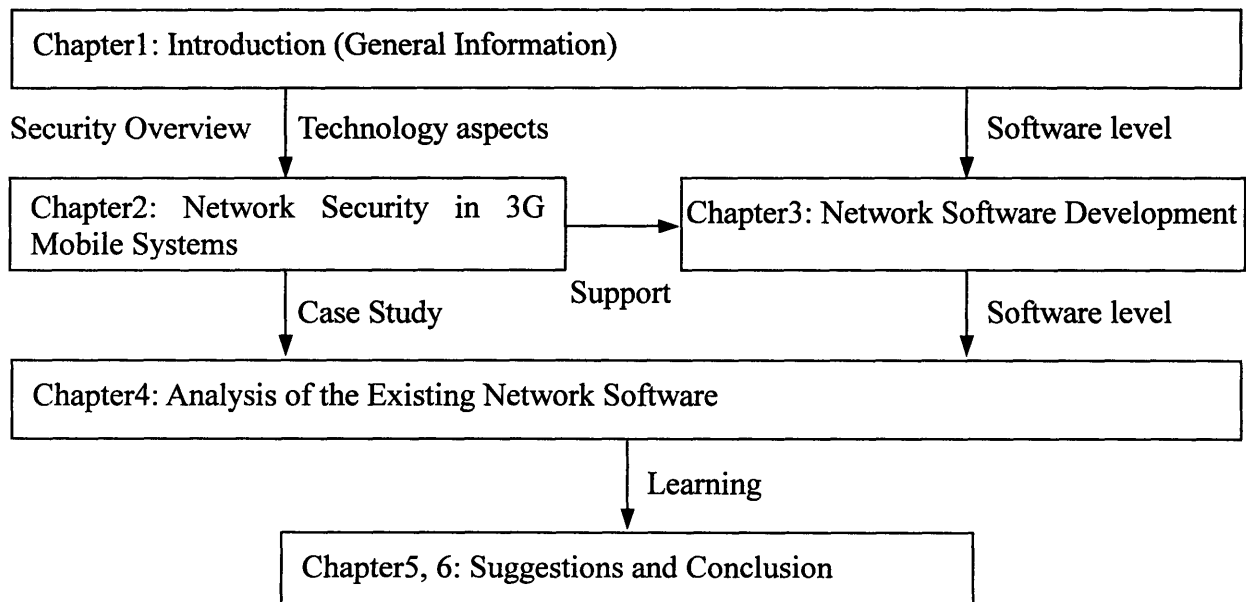 Chapter1: Introduction (General Information)
Security Overview
Technology aspects
Software level
Chapter2: Network Security in 3G
Mobile Systems
Chapter3: Network Software Development
Support
Case Study
Software level
Chapter4: Analysis of the Existing Network Software
Learning
Chapter5, 6: Suggestions and Conclusion